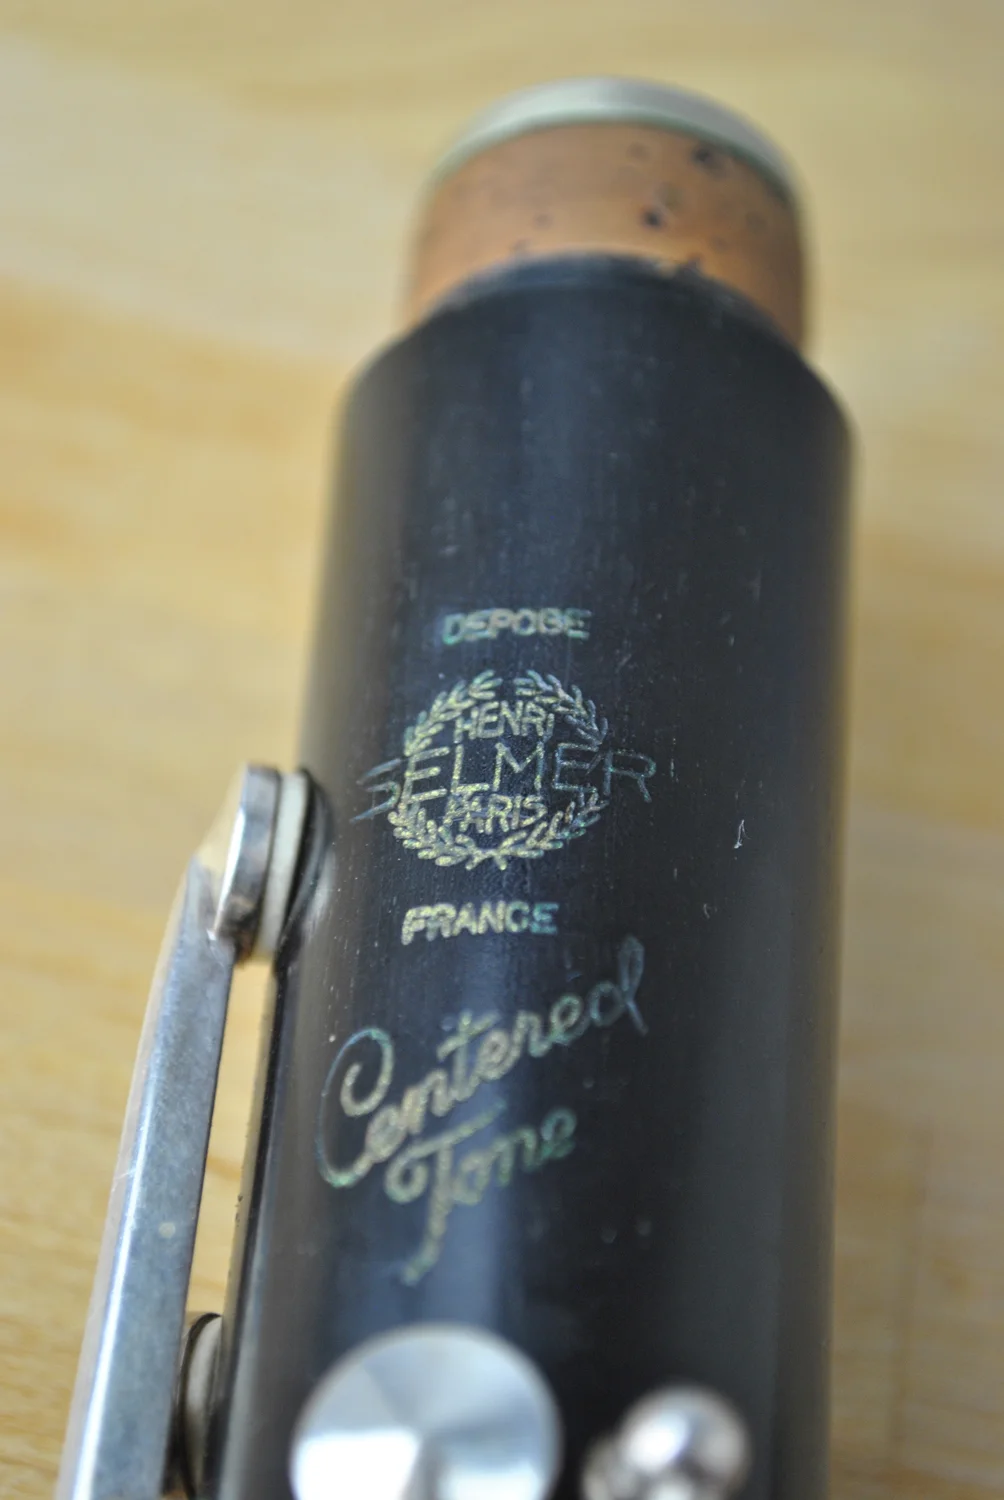 DEPOSE
HENRI
SELMER
PARIS
FRANCE
Centered
Tone